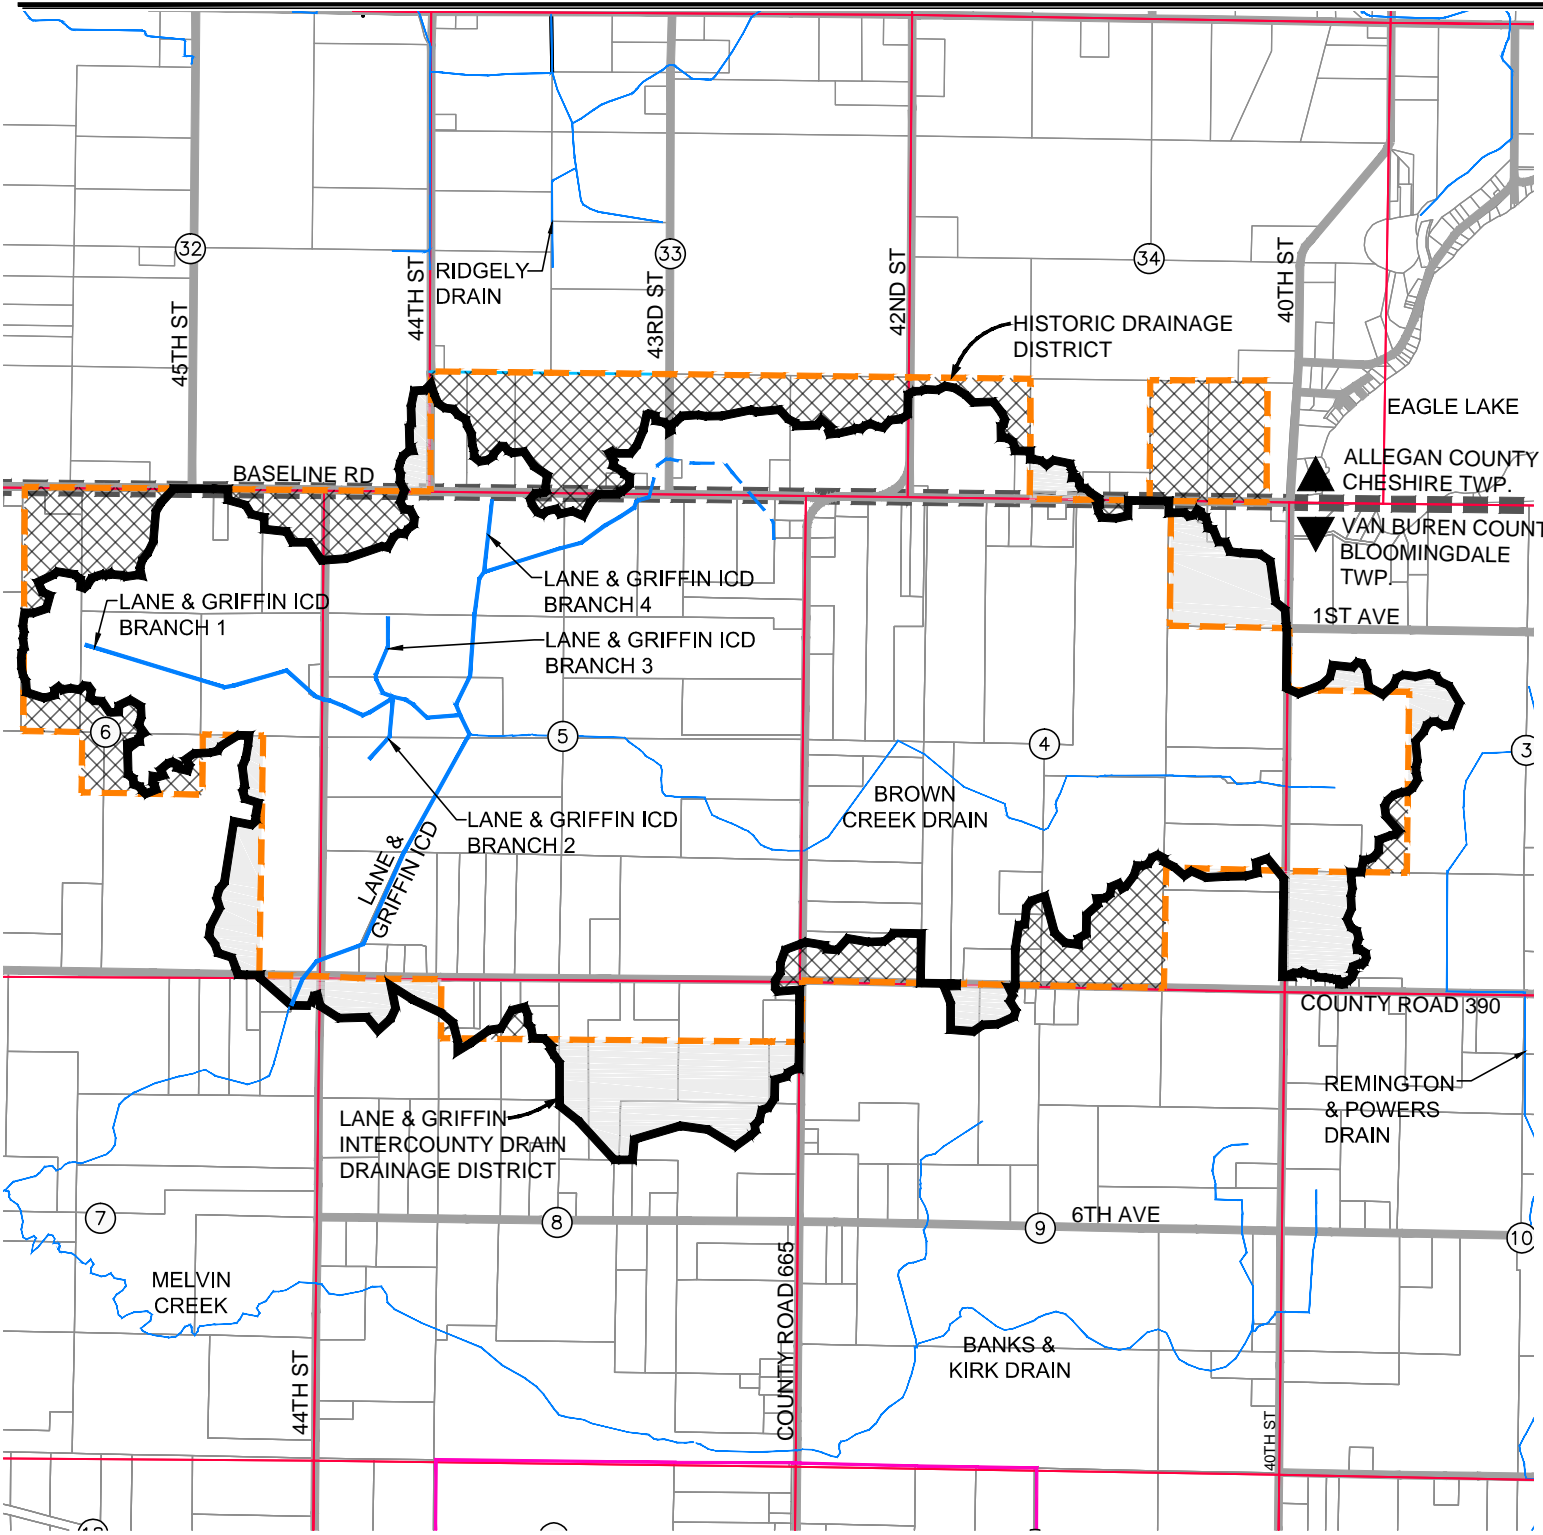 32
33
34
44TH ST
RIDGELY
DRAIN
43RD ST
42ND ST
40TH ST
45TH ST
HISTORIC DRAINAGE
DISTRICT
EAGLE LAKE
BASELINE RD
ALLEGAN COUNTY
CHESHIRE TWP.
VAN BUREN COUNT
BLOOMINGDALE
TWP.
LANE & GRIFFIN ICD
BRANCH 4
LANE & GRIFFIN ICD
BRANCH 1
1ST AVE
LANE & GRIFFIN ICD
BRANCH 3
6
5
4
3
BROWN
CREEK DRAIN
LANE & GRIFFIN ICD
BRANCH 2
LANE &
GRIFFIN ICD
COUNTY ROAD 390
REMINGTON
& POWERS
DRAIN
LANE & GRIFFIN
INTERCOUNTY DRAIN
DRAINAGE DISTRICT
7
8
9
6TH AVE
10
MELVIN
CREEK
COUNTY ROAD 665
BANKS &
KIRK DRAIN
44TH ST
40TH ST